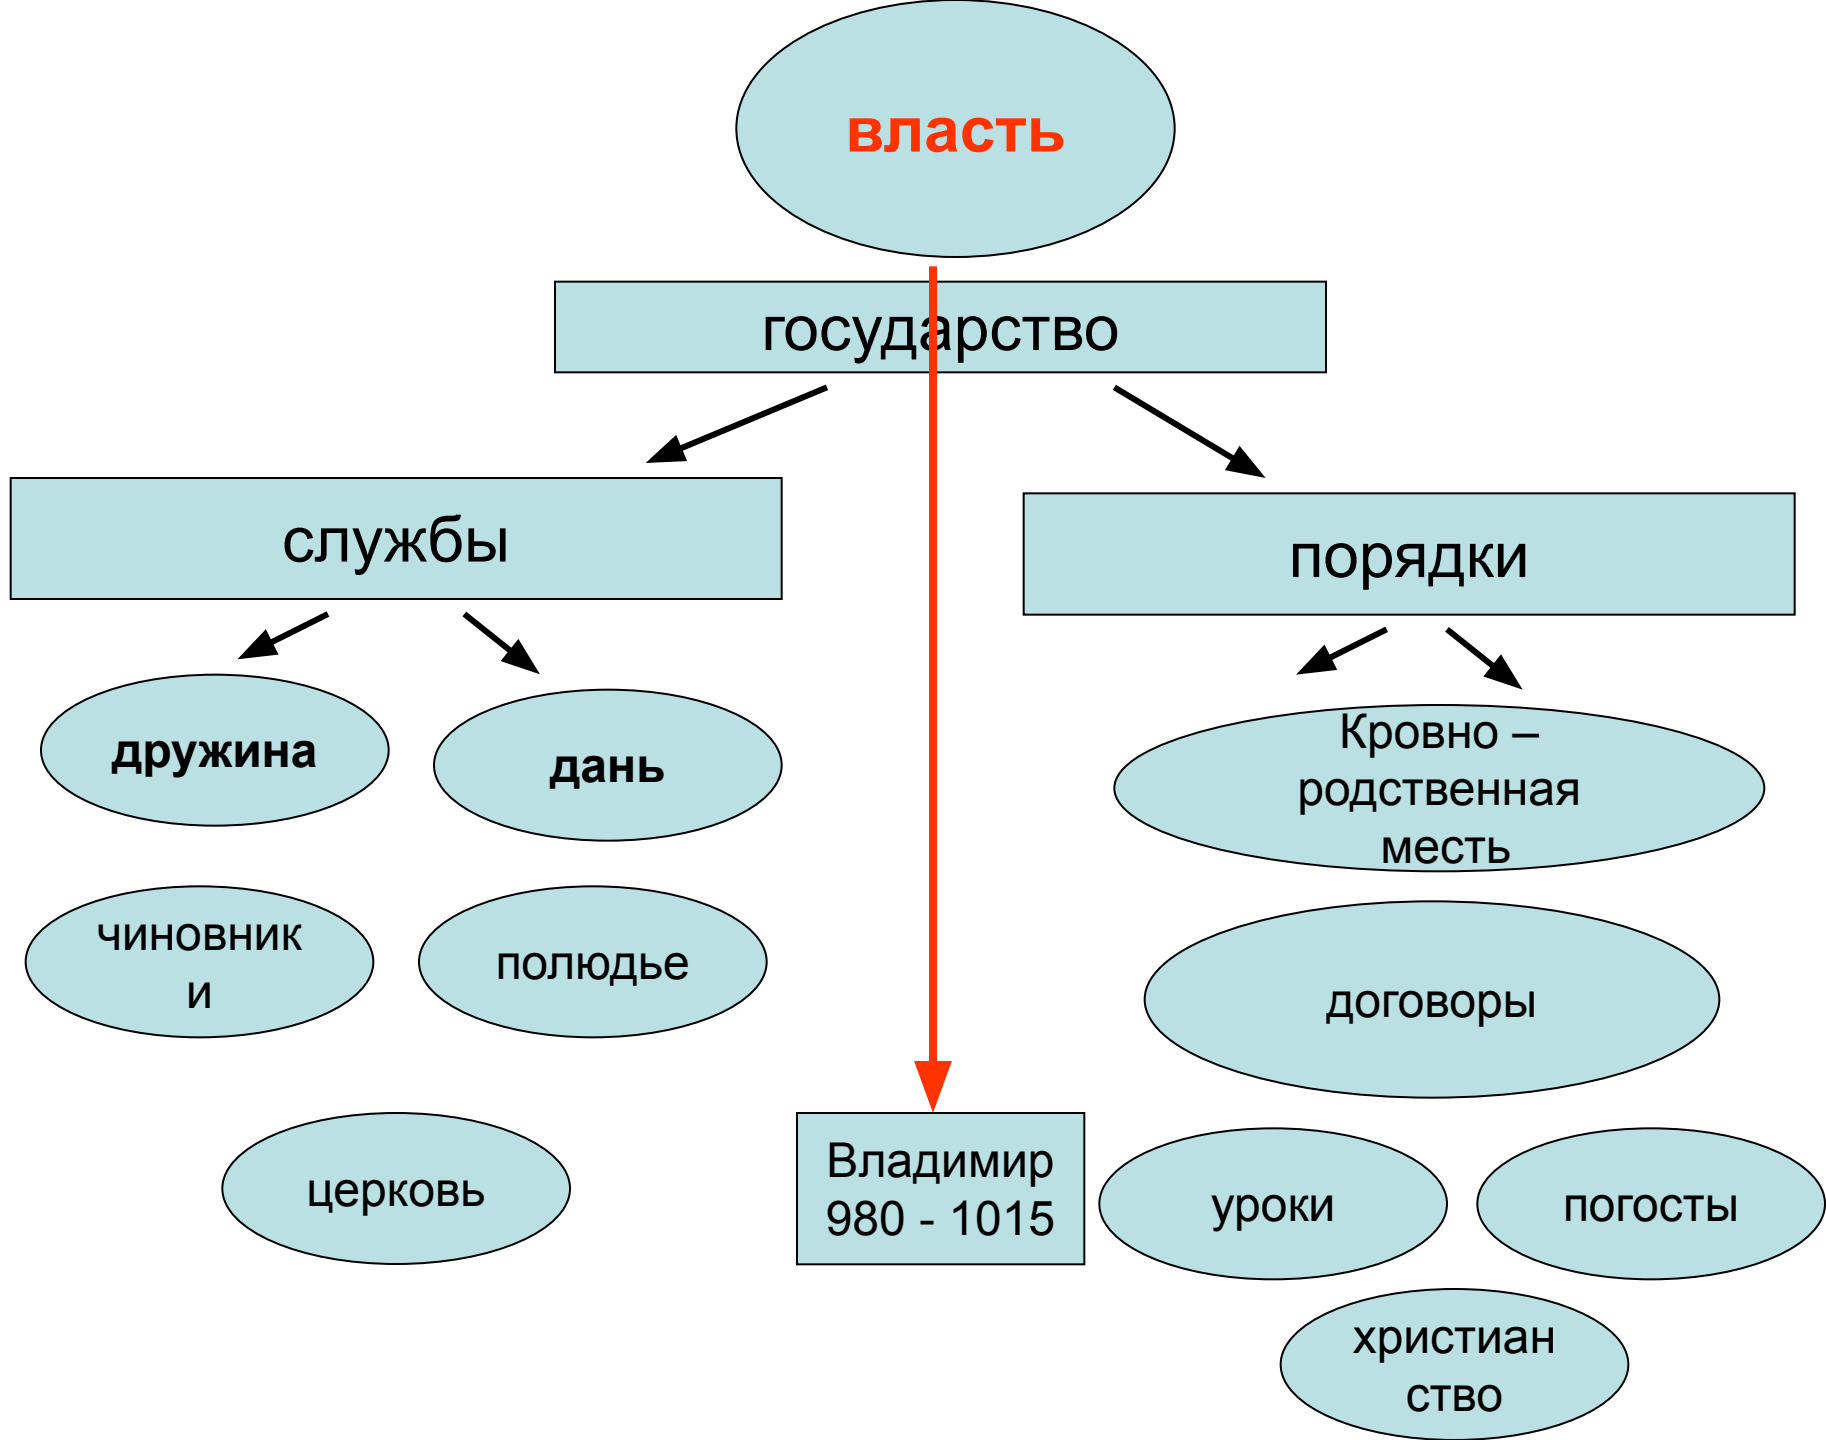 власть
государство
службы
порядки
дружина
дань
Кровно –
родственная
месть
чиновник
и
полюдье
договоры
церковь
Владимир
980 - 1015
уроки
погосты
христиан
ство